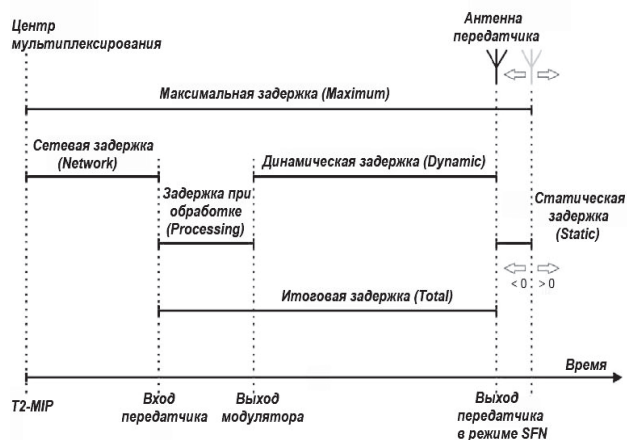 Центр
мультиплексирования
Антенна
передатчика
Максимальная задержка (Maximum)
Сетевая задержка
(Network)
Динамическая задержка (Dynamic)
Задержка при
обработке
(Processing)
Статическая
задержка
(Static)
< 0 > 0
Итоговая задержка (Total)
Время
T2-MIP
Вход
передатчика
Выход
модулятора
Выход
передатчика
в режиме SFN